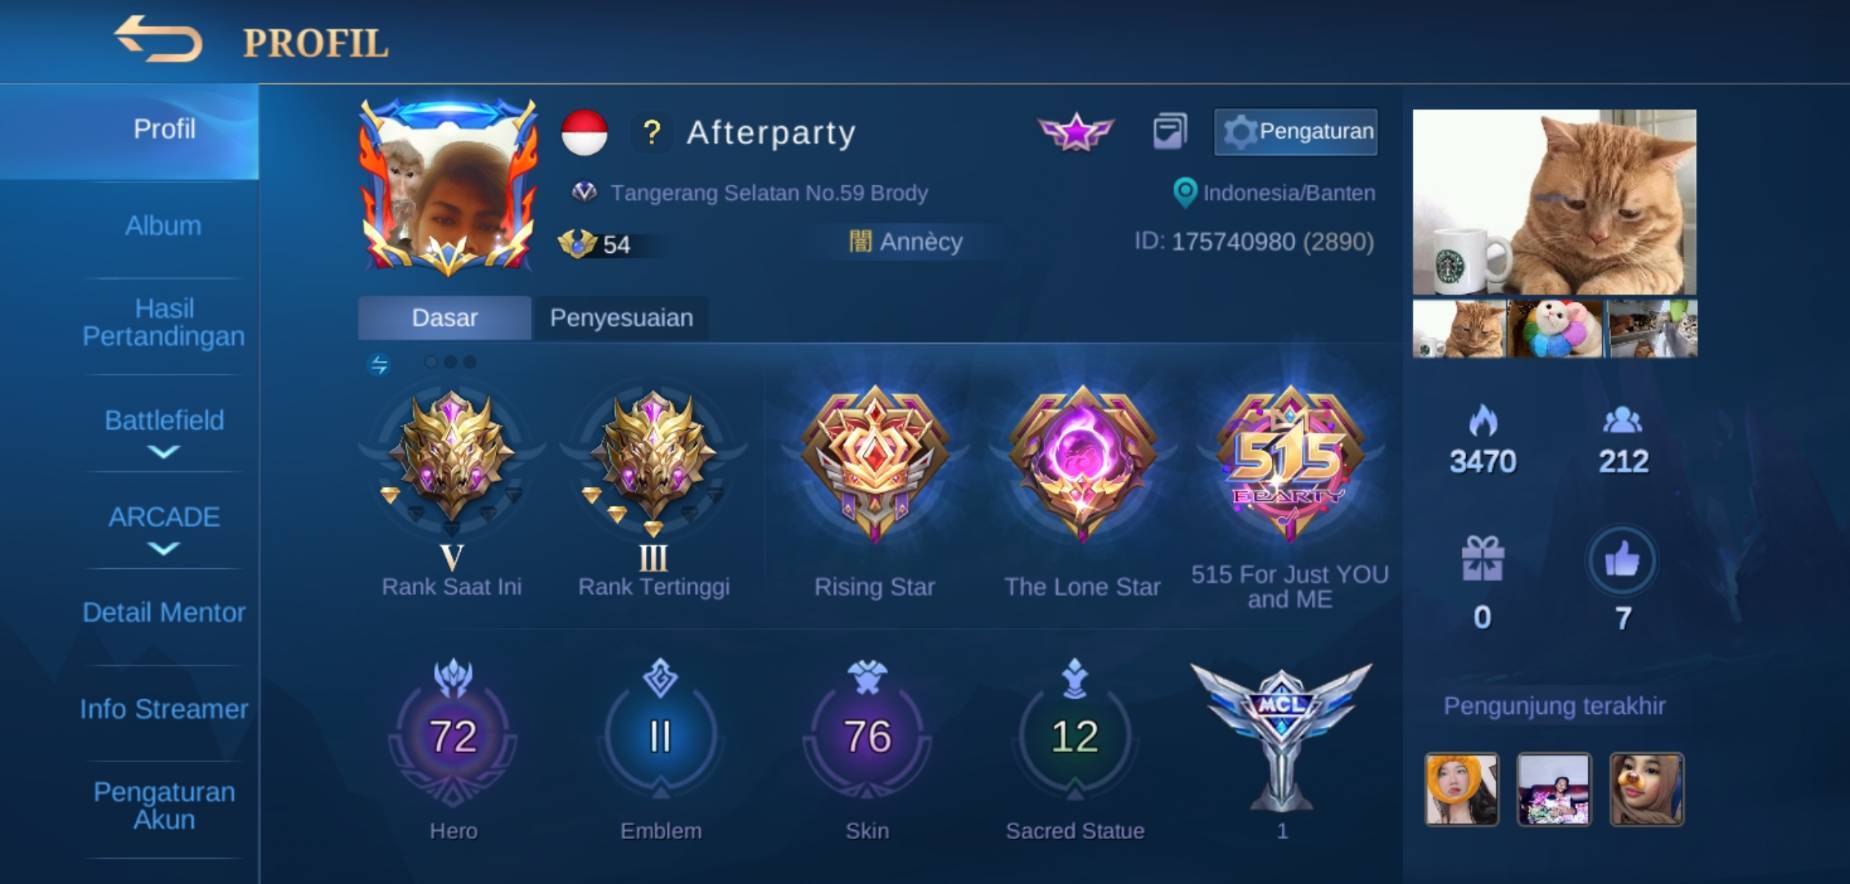 PROFIL
Profil
Album
Hasil
Pertandingan
Battlefield
ARCADE
Detail Mentor
Info Streamer
Pengaturan
Akun
? Afterparty
Pengaturan
Tangerang Selatan No.59 Brody
Indonesia/Banten
54
闇 Annècy
ID: 175740980 (2890)
Dasar
Penyesuaian
V
Rank Saat Ini
III
Rank Tertinggi
Rising Star
The Lone Star
515
EPARTY
515 For Just YOU
and ME
72
Hero
II
Emblem
76
Skin
12
Sacred Statue
MCL
1
3470
212
0
7
Pengunjung terakhir